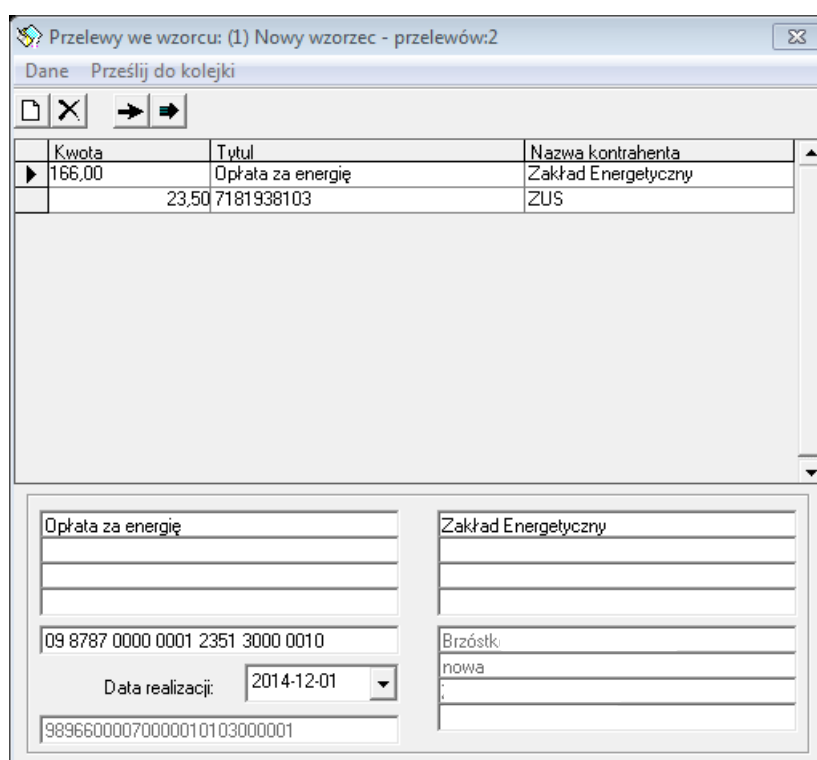 Przelewy we wzorcu: (1) Nowy wzorzec - przelewów:2
Dane Prześlij do kolejki
Kwota Tytuł Nazwa kontrahenta
166,00 Opłata za energię Zakład Energetyczny
23,50 7181938103 ZUS
Opłata za energię Zakład Energetyczny
09 8787 0000 0001 2351 3000 0010 Brzóstk
nowa
Data realizacji: 2014-12-01
98966000070000010103000001